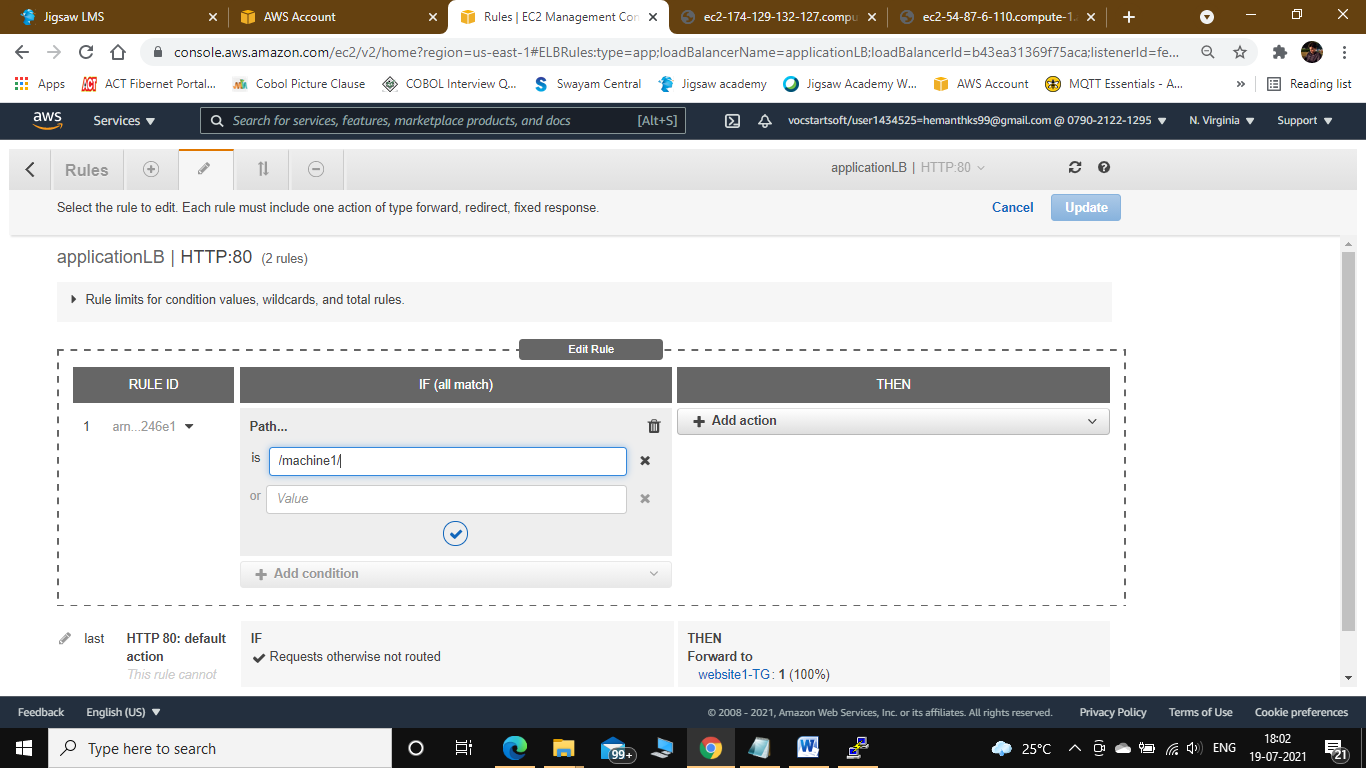 Jigsaw LMS
AWS Account
Rules | EC2 Management Con
ec2-174-129-132-127.compu
ec2-54-87-6-110.compute-1.
console.aws.amazon.com/ec2/v2/home?region=us-east-1#ELBRules:type=app;loadBalancerName=applicationLB;loadBalancerId=b43ea31369f75aca;listenerId=fe...
Apps
ACT Fibernet Portal...
Cobol Picture Clause
COBOL Interview Q...
Swayam Central
Jigsaw academy
Jigsaw Academy W...
AWS Account
MQTT Essentials - A...
»
Reading list
aws
Services
Search for services, features, marketplace products, and docs
[Alt+S]
vocstartsoft/user1434525=hemanthks99@gmail.com @ 0790-2122-1295
N. Virginia
Support
Rules
applicationLB | HTTP:80
Select the rule to edit. Each rule must include one action of type forward, redirect, fixed response.
Cancel
Update
applicationLB | HTTP:80 (2 rules)
Rule limits for condition values, wildcards, and total rules.
Edit Rule
RULE ID
IF (all match)
THEN
1
arn...246e1
Path...
is
/machine1/
or
Value
Add condition
Add action
last
HTTP 80: default
action
This rule cannot
IF
Requests otherwise not routed
THEN
Forward to
website1-TG: 1 (100%)
Feedback
English (US)
© 2008 - 2021, Amazon Web Services, Inc. or its affiliates. All rights reserved.
Privacy Policy
Terms of Use
Cookie preferences
Type here to search
99+
25°C
ENG
18:02
19-07-2021
21